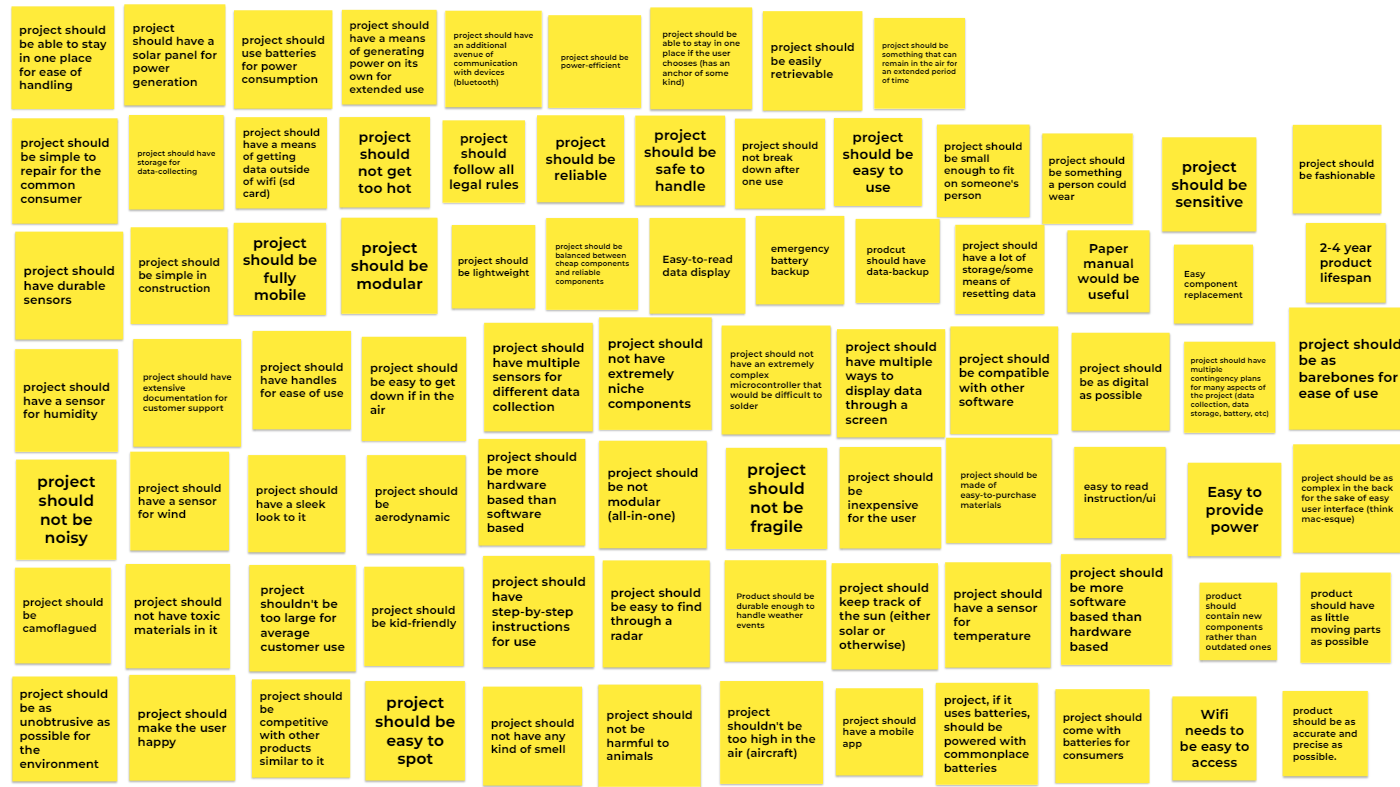 project should
be able to stay
in one place
for ease of
handling
project
should have a
solar panel for
power
generation
project should
use batteries
for power
consumption
project should
have a means
of generating
power on its
own for
extended use
project should have
an additional
avenue of
communication
with devices
(bluetooth)
project should be
power-efficient
project should be
able to stay in one
place if the user
chooses (has an
anchor of some
kind)
project should
be easily
retrievable
project should be
something that can
remain in the air for
an extended period
of time
project should
be simple to
repair for the
common
consumer
project should have
storage for
data-collecting
project should
have a means
of getting
data outside
of wifi (sd
card)
project
should
not get
too hot
project
should
follow all
legal rules
project
should be
reliable
project
should be
safe to
handle
project should
not break
down after
one use
project
should be
easy to
use
project should
be small
enough to fit
on someone's
person
project should
be something
a person could
wear
project
should be
sensitive
project should
be fashionable
project should
have durable
sensors
project should
be simple in
construction
project
should be
fully
mobile
project
should be
modular
project should
be lightweight
project should be
balanced between
cheap components
and reliable
components
Easy-to-read
data display
emergency
battery
backup
prodcut
should have
data-backup
project should
have a lot of
storage/some
means of
resetting data
Paper
manual
would be
useful
Easy
component
replacement
2-4 year
product
lifespan
project should
have a sensor
for humidity
project should have
extensive
documentation for
customer support
project should
have handles
for ease of use
project should
be easy to get
down if in the
air
project should
have multiple
sensors for
different data
collection
project should
not have
extremely
niche
components
project should not
have an extremely
complex
microcontroller that
would be difficult to
solder
project should
have multiple
ways to
display data
through a
screen
project should
be compatible
with other
software
project should
be as digital
as possible
project should have
multiple
contingency plans
for many aspects of
the project (data
collection, data
storage, battery, etc)
project should
be as
barebones for
ease of use
project
should
not be
noisy
project should
have a sensor
for wind
project should
have a sleek
look to it
project should
be
aerodynamic
project should
be more
hardware
based than
software
based
project should
be not
modular
(all-in-one)
project
should
not be
fragile
project should
be
inexpensive
for the user
project should be
made of
easy-to-purchase
materials
easy to read
instruction/ui
Easy to
provide
power
project should be as
complex in the back
for the sake of easy
user interface (think
mac-esque)
project should
be
camoflagued
project should
not have toxic
materials in it
project
shouldn't be
too large for
average
customer use
project should
be kid-friendly
project should
have
step-by-step
instructions
for use
project should
be easy to find
through a
radar
Product should be
durable enough to
handle weather
events
project should
keep track of
the sun (either
solar or
otherwise)
project should
have a sensor
for
temperature
project should
be more
software
based than
hardware
based
product
should
contain new
components
rather than
outdated ones
product
should have
as little
moving parts
as possible
project should
be as
unobtrusive as
possible for
the
environment
project should
make the user
happy
project should
be
competitive
with other
products
similar to it
project
should be
easy to
spot
project should
not have any
kind of smell
project should
not be
harmful to
animals
project
shouldn't be
too high in the
air (aircraft)
project should
have a mobile
app
project, if it
uses batteries,
should be
powered with
commonplace
batteries
project should
come with
batteries for
consumers
Wifi
needs to
be easy to
access
product
should be as
accurate and
precise as
possible.